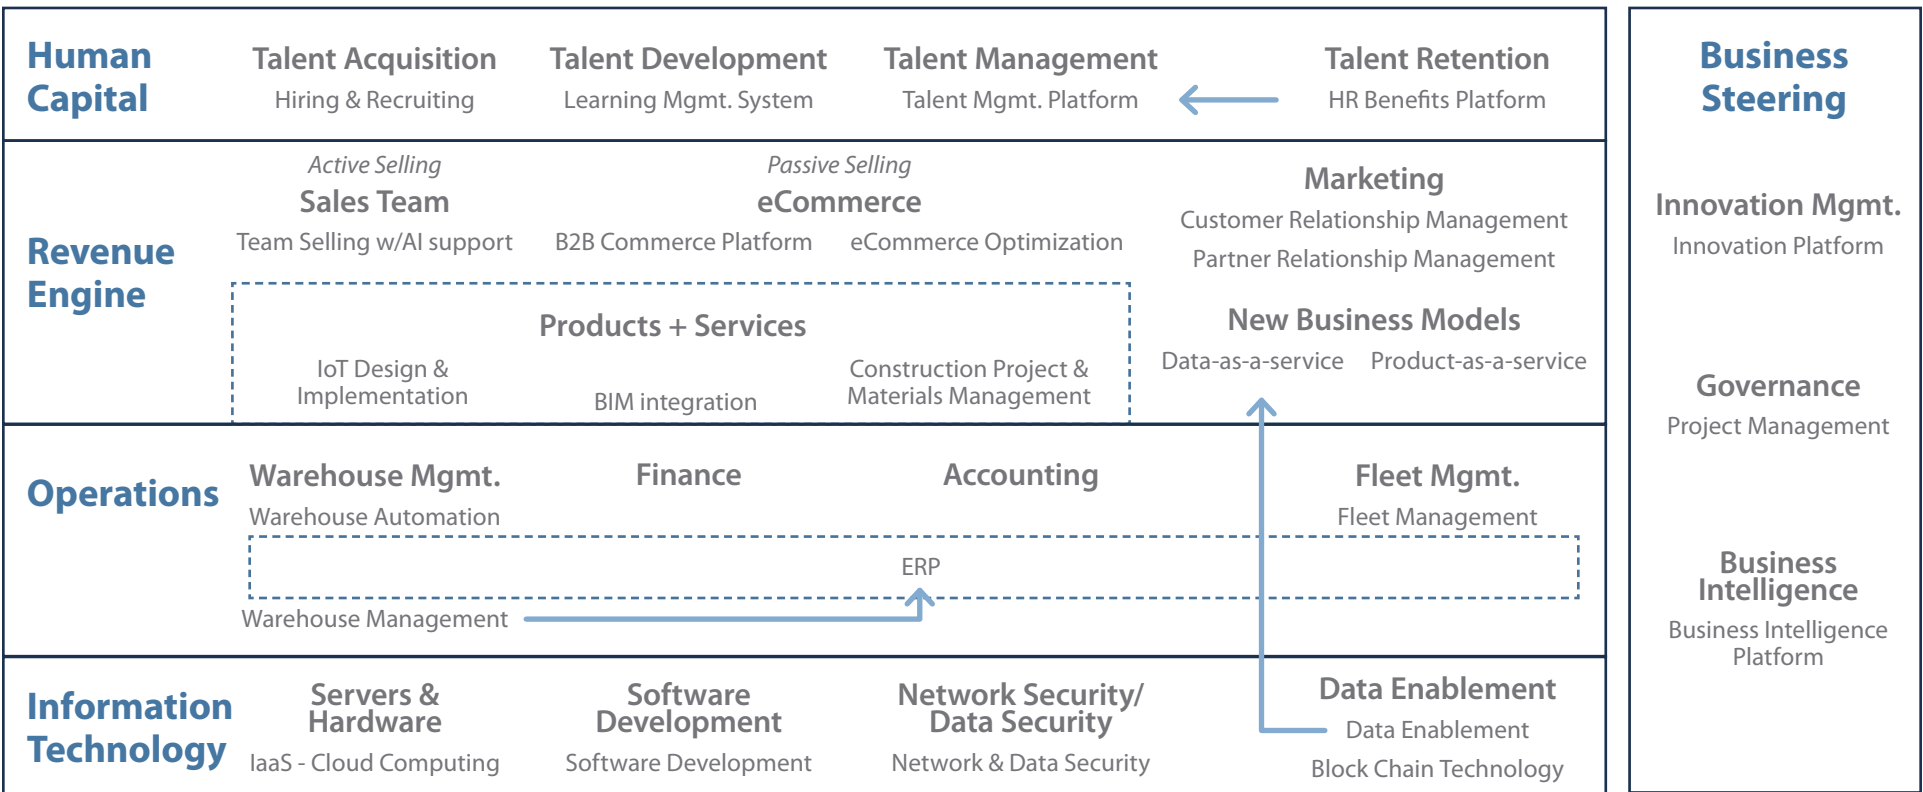 Human
Capital
Talent Acquisition
Hiring & Recruiting
Talent Development
Learning Mgmt. System
Talent Management
Talent Mgmt. Platform
Talent Retention
HR Benefits Platform
Revenue
Engine
Active Selling
Sales Team
Team Selling w/AI support
Passive Selling
eCommerce
B2B Commerce Platform
eCommerce Optimization
Marketing
Customer Relationship Management
Partner Relationship Management
Products + Services
IoT Design &
Implementation
BIM integration
Construction Project &
Materials Management
New Business Models
Data-as-a-service
Product-as-a-service
Operations
Warehouse Mgmt.
Warehouse Automation
Finance
Accounting
Fleet Mgmt.
Fleet Management
ERP
Warehouse Management
Information
Technology
Servers &
Hardware
IaaS - Cloud Computing
Software
Development
Software Development
Network Security/
Data Security
Network & Data Security
Data Enablement
Data Enablement
Block Chain Technology
Business
Steering
Innovation Mgmt.
Innovation Platform
Governance
Project Management
Business
Intelligence
Business Intelligence
Platform